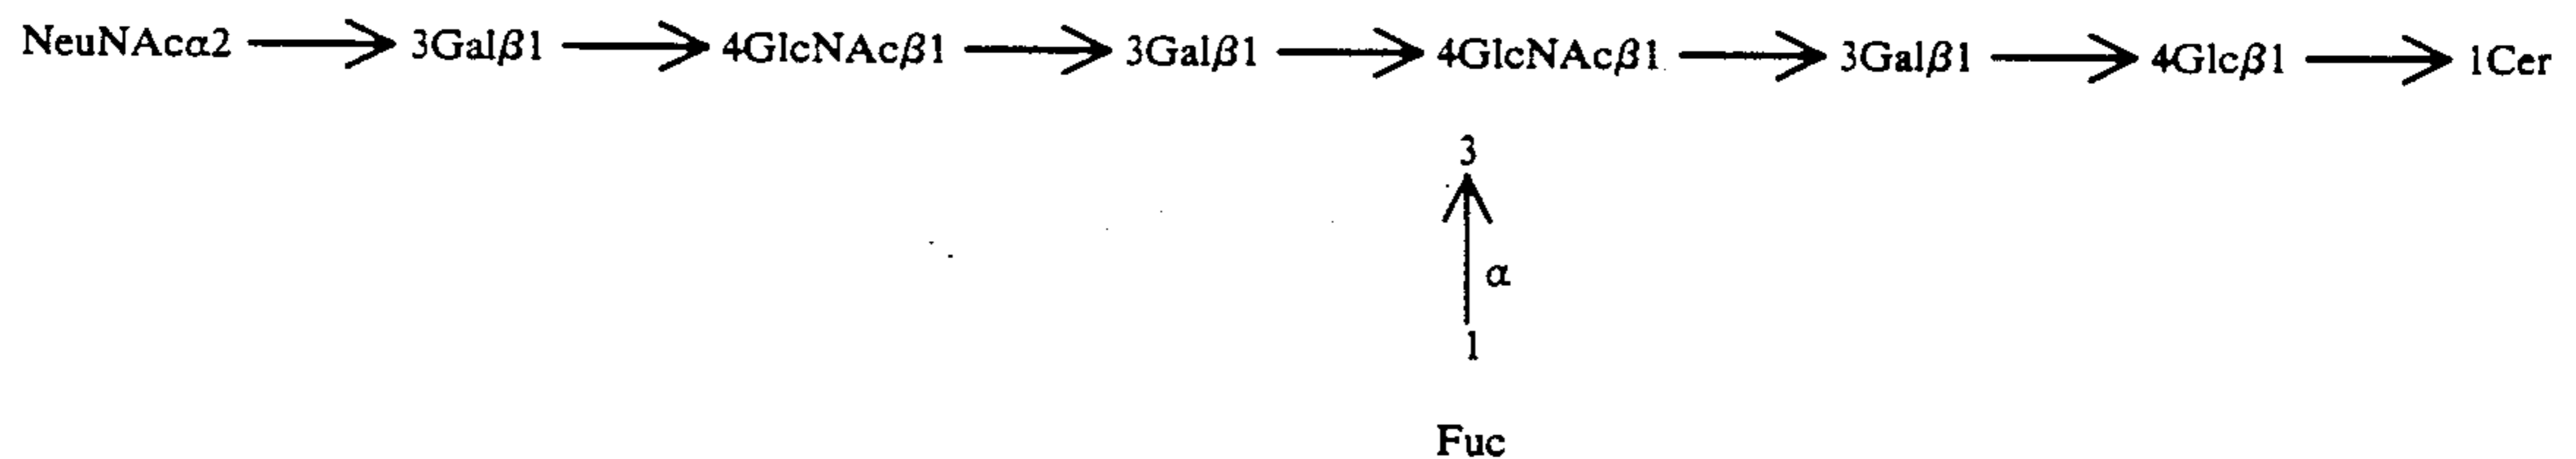 NeuNAcα2 ⟶ 3Galβ1 ⟶ 4GlcNAcβ1 ⟶ 3Galβ1 ⟶ 4GlcNAcβ1 ⟶ 3Galβ1 ⟶ 4Glcβ1 ⟶ 1Cer
3
α
1
Fuc